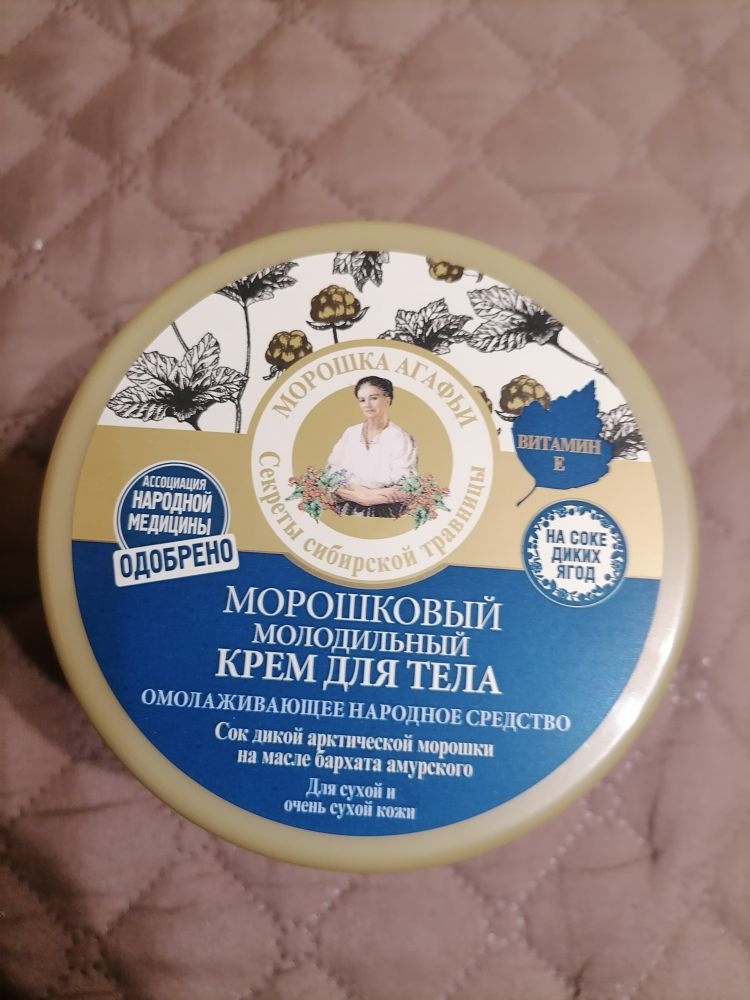 МОРОШКА АГАФЬИ
Секреты сибирской травницы
ВИТАМИН
Е
АССОЦИАЦИЯ
НАРОДНОЙ
МЕДИЦИНЫ
ОДОБРЕНО
НА СОКЕ
ДИКИХ
ЯГОД
МОРОШКОВЫЙ
МОЛОДИЛЬНЫЙ
КРЕМ ДЛЯ ТЕЛА
ОМОЛАЖИВАЮЩЕЕ НАРОДНОЕ СРЕДСТВО
Сок дикой арктической морошки
на масле бархата амурского
Для сухой и
очень сухой кожи